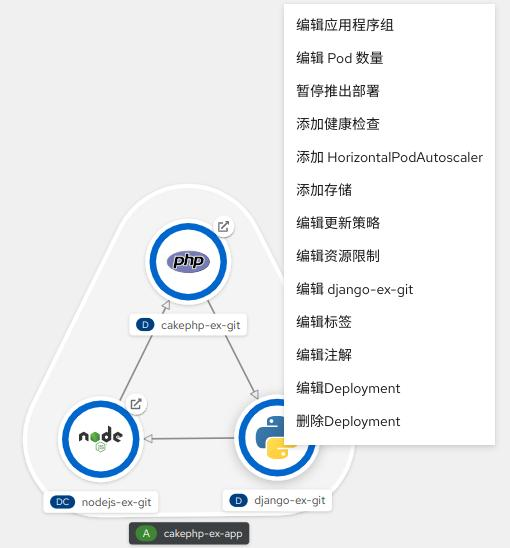 编辑应用程序组
编辑 Pod 数量
暂停推出部署
添加健康检查
添加 HorizontalPodAutoscaler
添加存储
编辑更新策略
编辑资源限制
编辑 django-ex-git
编辑标签
编辑注解
编辑Deployment
删除Deployment
php
D cakephp-ex-git
node
JS
DC nodejs-ex-git
D django-ex-git
A cakephp-ex-app